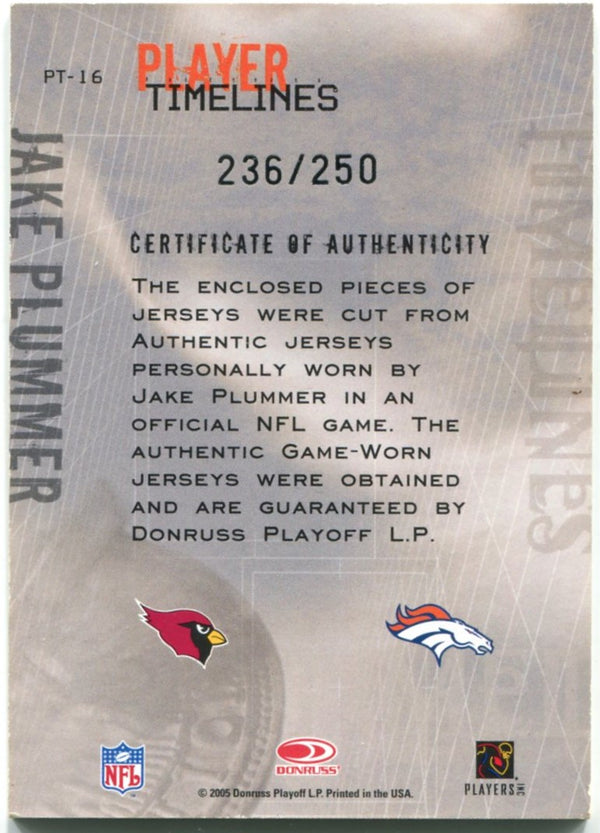 PT-16
PLAYER
TIMELINES
236/250
JAKE PLUMMER
TIMELINES
CERTIFICATE OF AUTHENTICITY
THE ENCLOSED PIECES OF
JERSEYS WERE CUT FROM
AUTHENTIC JERSEYS
PERSONALLY WORN BY
JAKE PLUMMER IN AN
OFFICIAL NFL GAME. THE
AUTHENTIC GAME-WORN
JERSEYS WERE OBTAINED
AND ARE GUARANTEED BY
DONRUSS PLAYOFF L.P.
NFL
DONRUSS
PLAYERS INC
© 2005 Donruss Playoff L.P. Printed in the USA.